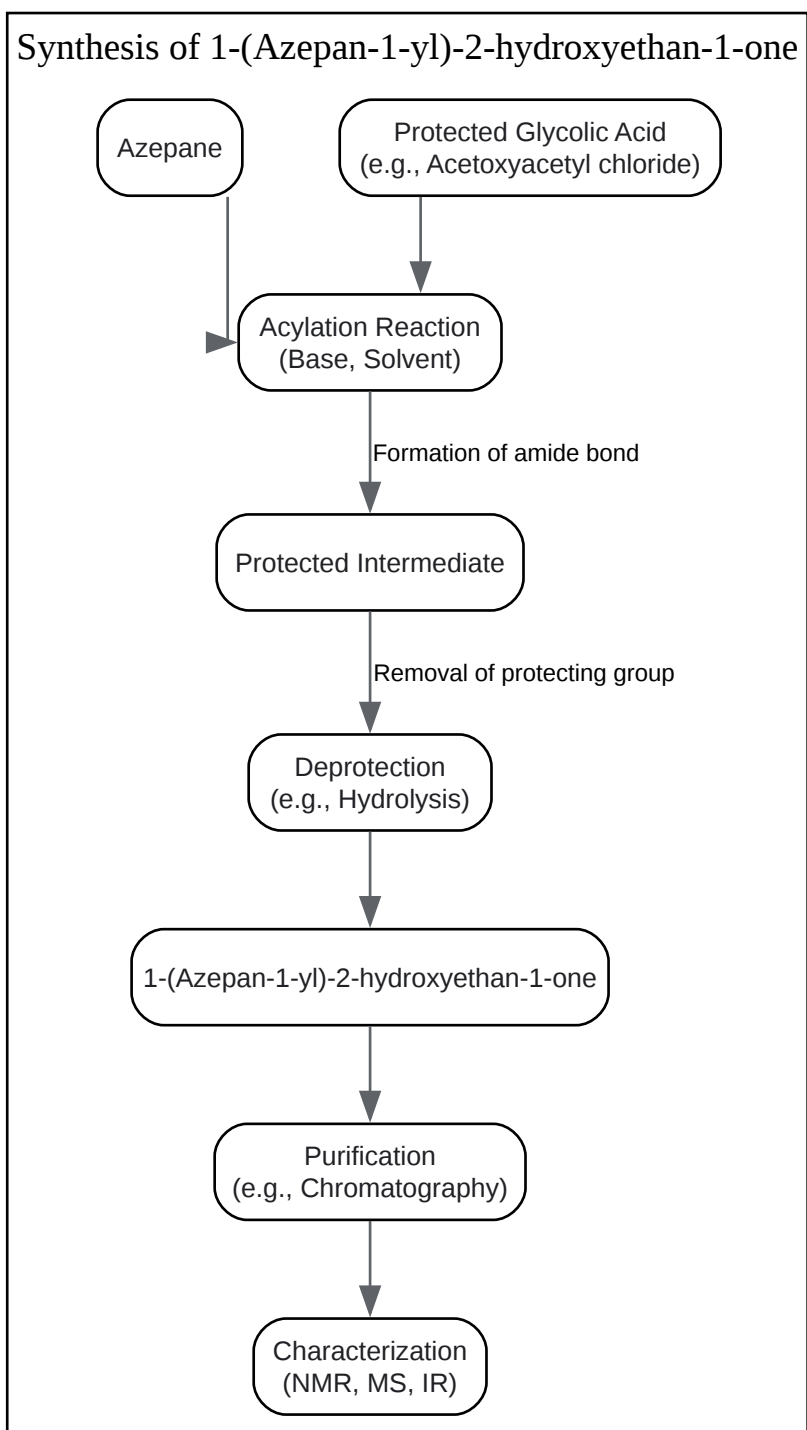 Synthesis of 1-(Azepan-1-yl)-2-hydroxyethan-1-one
Azepane
Protected Glycolic Acid
(e.g., Acetoxyacetyl chloride)
Acylation Reaction
(Base, Solvent)
Formation of amide bond
Protected Intermediate
Removal of protecting group
Deprotection
(e.g., Hydrolysis)
1-(Azepan-1-yl)-2-hydroxyethan-1-one
Purification
(e.g., Chromatography)
Characterization
(NMR, MS, IR)